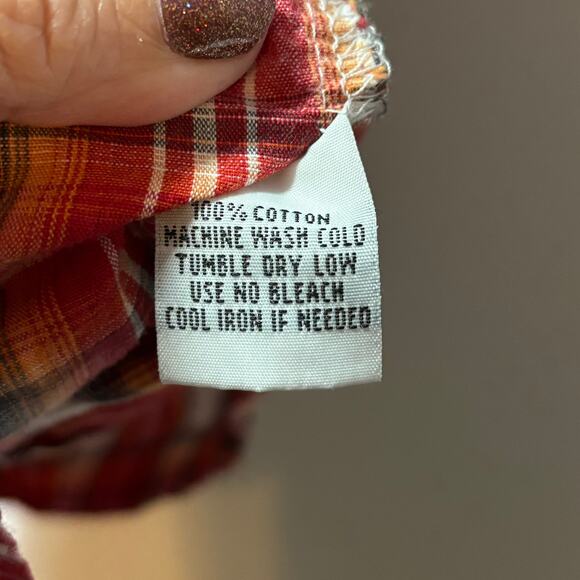 100% COTTON
MACHINE WASH COLD
TUMBLE DRY LOW
USE NO BLEACH
COOL IRON IF NEEDED